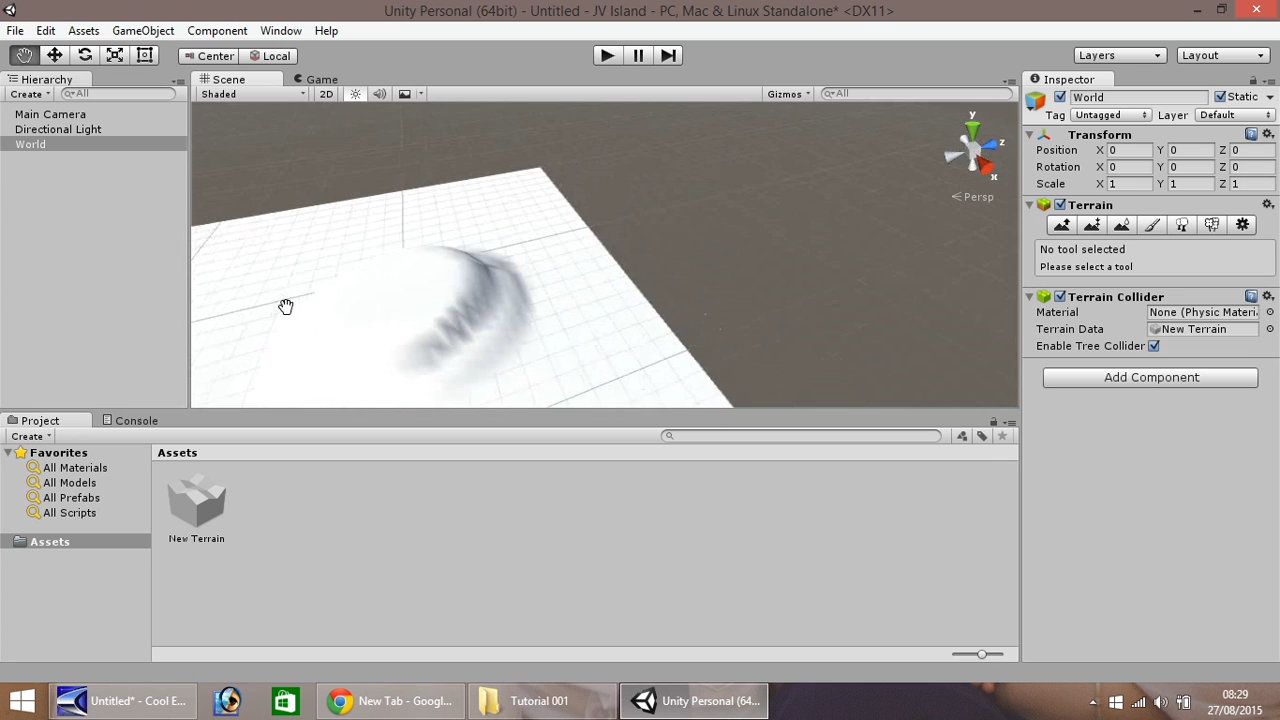 Unity Personal (64bit) - Untitled - JV Island - PC, Mac & Linux Standalone* <DX11>
File Edit Assets GameObject Component Window Help
Center Local Layers Layout
Hierarchy Scene Game Inspector
Create All Shaded 2D Gizmos All World Static
Main Camera
Directional Light
World
Tag Untagged Layer Default
Transform
Position X 0 Y 0 Z 0
Rotation X 0 Y 0 Z 0
Scale X 1 Y 1 Z 1
y
z
x
Persp
Terrain
No tool selected
Please select a tool
Terrain Collider
Material None (Physic Materi
Terrain Data New Terrain
Enable Tree Collider
Add Component
Project Console
Create
Favorites
All Materials
All Models
All Prefabs
All Scripts
Assets
Assets
New Terrain
Untitled* - Cool E... New Tab - Googl... Tutorial 001 Unity Personal (64...
08:29
27/08/2015